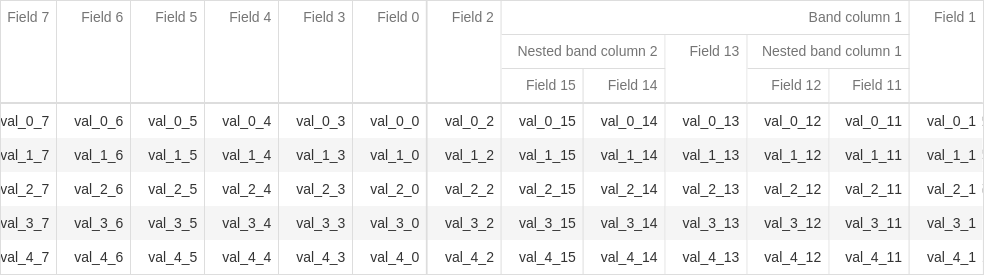 Field 7 Field 6 Field 5 Field 4 Field 3 Field 0 Field 2 Band column 1 Field 1
Nested band column 2 Field 13 Nested band column 1
Field 15 Field 14 Field 12 Field 11
val_0_7 val_0_6 val_0_5 val_0_4 val_0_3 val_0_0 val_0_2 val_0_15 val_0_14 val_0_13 val_0_12 val_0_11 val_0_1
val_1_7 val_1_6 val_1_5 val_1_4 val_1_3 val_1_0 val_1_2 val_1_15 val_1_14 val_1_13 val_1_12 val_1_11 val_1_1
val_2_7 val_2_6 val_2_5 val_2_4 val_2_3 val_2_0 val_2_2 val_2_15 val_2_14 val_2_13 val_2_12 val_2_11 val_2_1
val_3_7 val_3_6 val_3_5 val_3_4 val_3_3 val_3_0 val_3_2 val_3_15 val_3_14 val_3_13 val_3_12 val_3_11 val_3_1
val_4_7 val_4_6 val_4_5 val_4_4 val_4_3 val_4_0 val_4_2 val_4_15 val_4_14 val_4_13 val_4_12 val_4_11 val_4_1